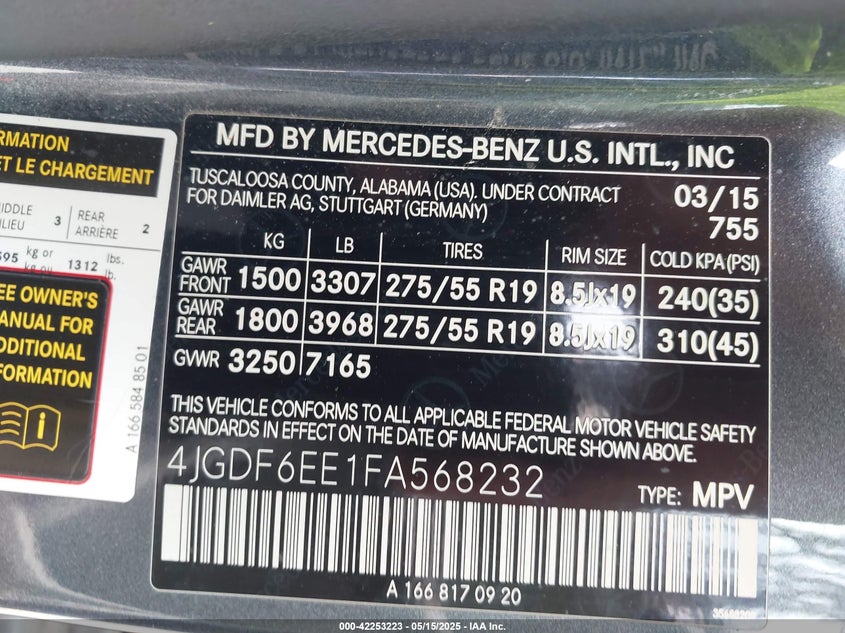 RMATION
ET LE CHARGEMENT
3 | REAR 2
ARRIÈRE
595 kg or 1312 lbs.
EE OWNER'S
ANUAL FOR
DDITIONAL
FORMATION
A 166 584 85 01
MFD BY MERCEDES-BENZ U.S. INTL., INC
TUSCALOOSA COUNTY, ALABAMA (USA). UNDER CONTRACT 03/15
FOR DAIMLER AG, STUTTGART (GERMANY) 755
KG LB TIRES RIM SIZE COLD KPA(PSI)
GAWR FRONT 1500 3307 275/55 R19 8.5Jx19 240(35)
GAWR REAR 1800 3968 275/55 R19 8.5Jx19 310(45)
GVWR 3250 7165
THIS VEHICLE CONFORMS TO ALL APPLICABLE FEDERAL MOTOR VEHICLE SAFETY
STANDARDS IN EFFECT ON THE DATE OF MANUFACTURE SHOWN ABOVE.
4JGDF6EE1FA568232 TYPE: MPV
A 166 817 09 20
000-42253223 - 05/15/2025 - IAA Inc.